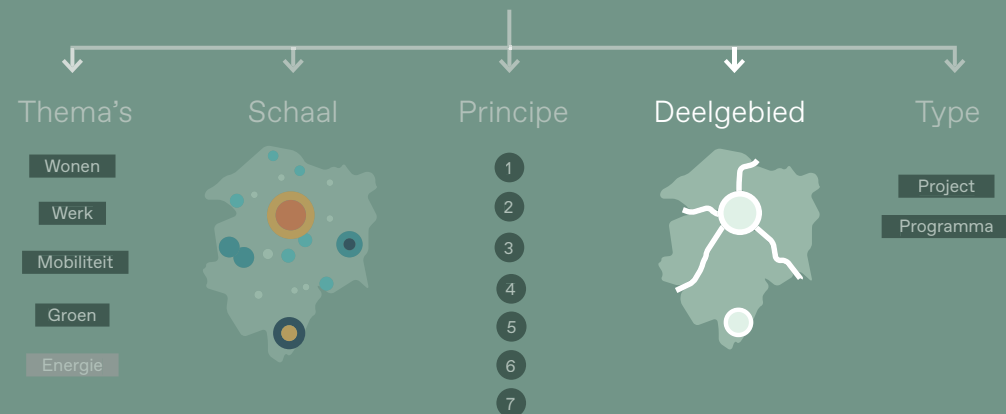 Thema's
Schaal
Principe
Deelgebied
Type
Wonen
Werk
Mobiliteit
Groen
Energie
1
2
3
4
5
6
7
Project
Programma